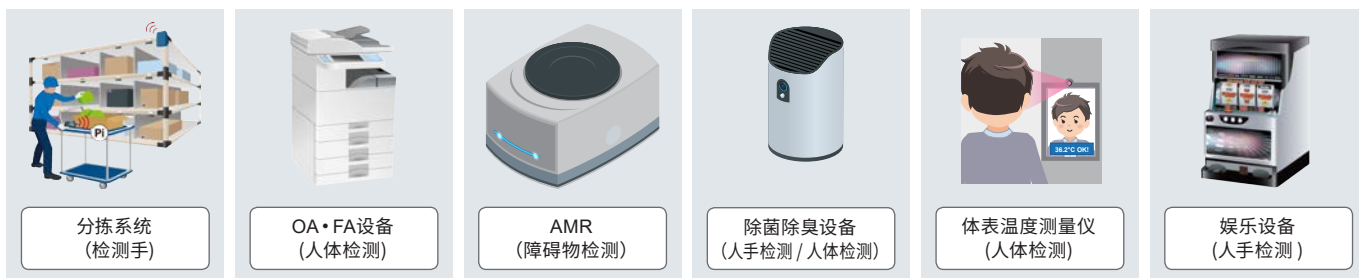 Pi
36.2°C OK!
分拣系统
（检测手)
OA•FA设备
(人体检测)
AMR
（障碍物检测）
除菌除臭设备
（人手检测 / 人体检测）
体表温度测量仪
(人体检测)
娱乐设备
(人手检测 )